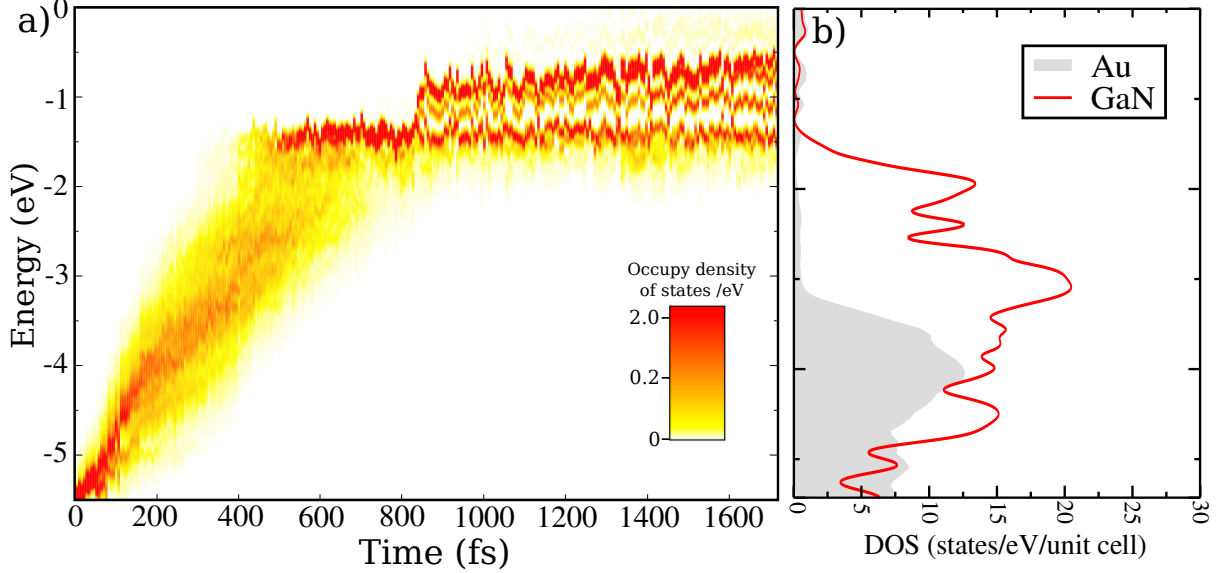 a)
0
-1
-2
-3
-4
-5
Energy (eV)
0
200
400
600
800
1000
1200
1400
1600
Time (fs)
Occupy density
of states /eV
2.0
0.2
0
b)
Au
GaN
0
5
10
15
20
25
30
DOS (states/eV/unit cell)